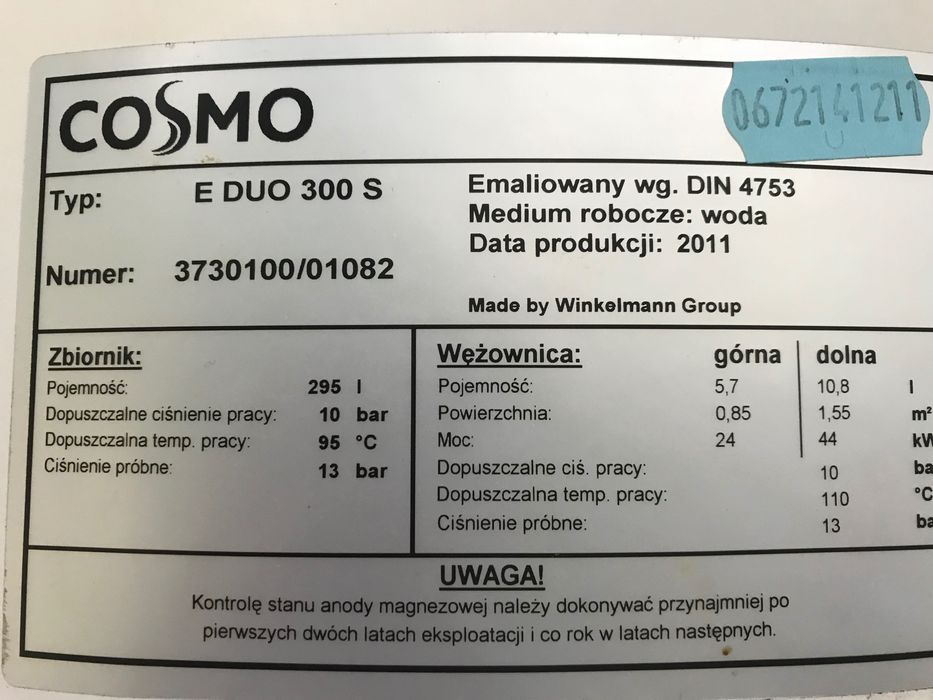 COSMO
0672141211
Typ: E DUO 300 S
Numer: 3730100/01082
Emaliowany wg. DIN 4753
Medium robocze: woda
Data produkcji: 2011
Made by Winkelmann Group
Zbiornik:
Pojemność: 295 l
Dopuszczalne ciśnienie pracy: 10 bar
Dopuszczalna temp. pracy: 95 °C
Ciśnienie próbne: 13 bar
Wężownica: górna dolna
Pojemność: 5,7 10,8 l
Powierzchnia: 0,85 1,55 m²
Moc: 24 44 kW
Dopuszczalne ciś. pracy: 10 ba
Dopuszczalna temp. pracy: 110 °C
Ciśnienie próbne: 13 ba
UWAGA!
Kontrolę stanu anody magnezowej należy dokonywać przynajmniej po
pierwszych dwóch latach eksploatacji i co rok w latach następnych.